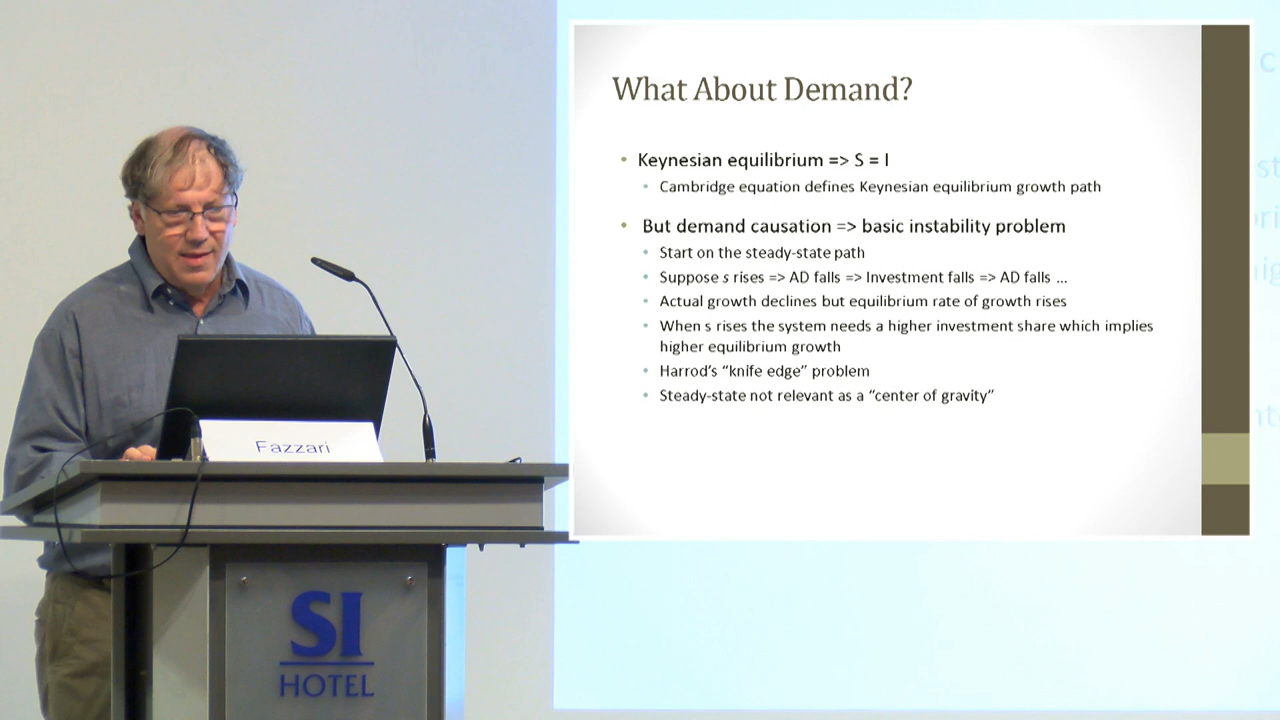 What About Demand?
• Keynesian equilibrium => S = I
• Cambridge equation defines Keynesian equilibrium growth path
• But demand causation => basic instability problem
• Start on the steady-state path
• Suppose s rises => AD falls => Investment falls => AD falls ...
• Actual growth declines but equilibrium rate of growth rises
• When s rises the system needs a higher investment share which implies
higher equilibrium growth
• Harrod's “knife edge” problem
• Steady-state not relevant as a “center of gravity”
Fazzari
SI
HOTEL